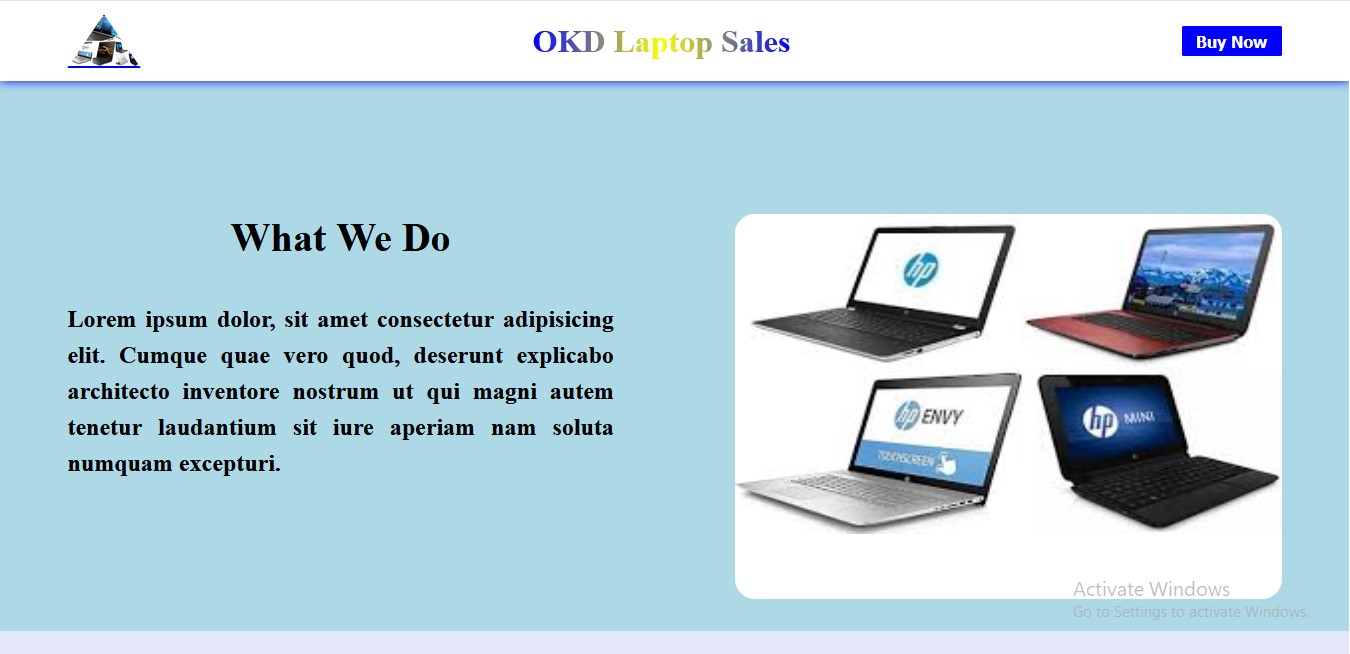 OKD Laptop Sales
Buy Now
What We Do
Lorem ipsum dolor, sit amet consectetur adipisicing
elit. Cumque quae vero quod, deserunt explicabo
architecto inventore nostrum ut qui magni autem
tenetur laudantium sit iure aperiam nam soluta
numquam excepturi.
hp
hp ENVY
TOUCHSCREEN
hp MINI
Activate Windows
Go to Settings to activate Windows.